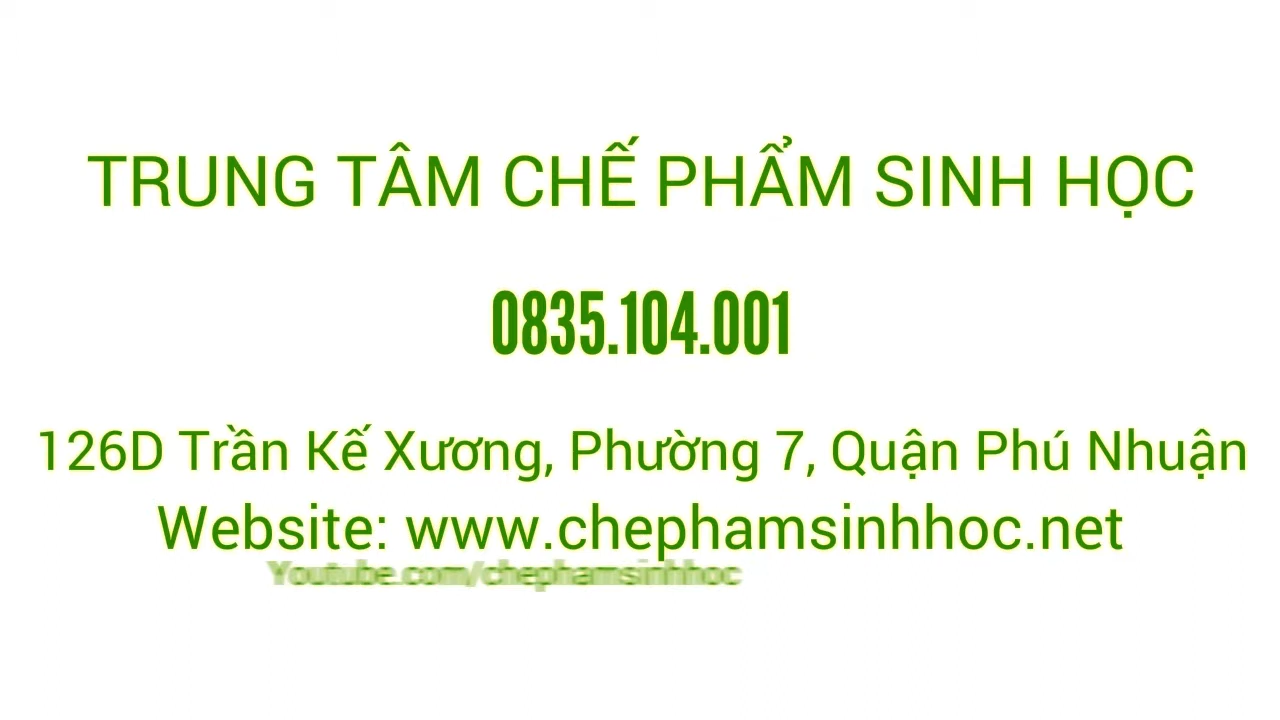 TRUNG TÂM CHẾ PHẨM SINH HỌC
0835.104.001
126D Trần Kế Xương, Phường 7, Quận Phú Nhuận
Website: www.chephamsinhhoc.net
Youtube.com/chephamsinhhoc